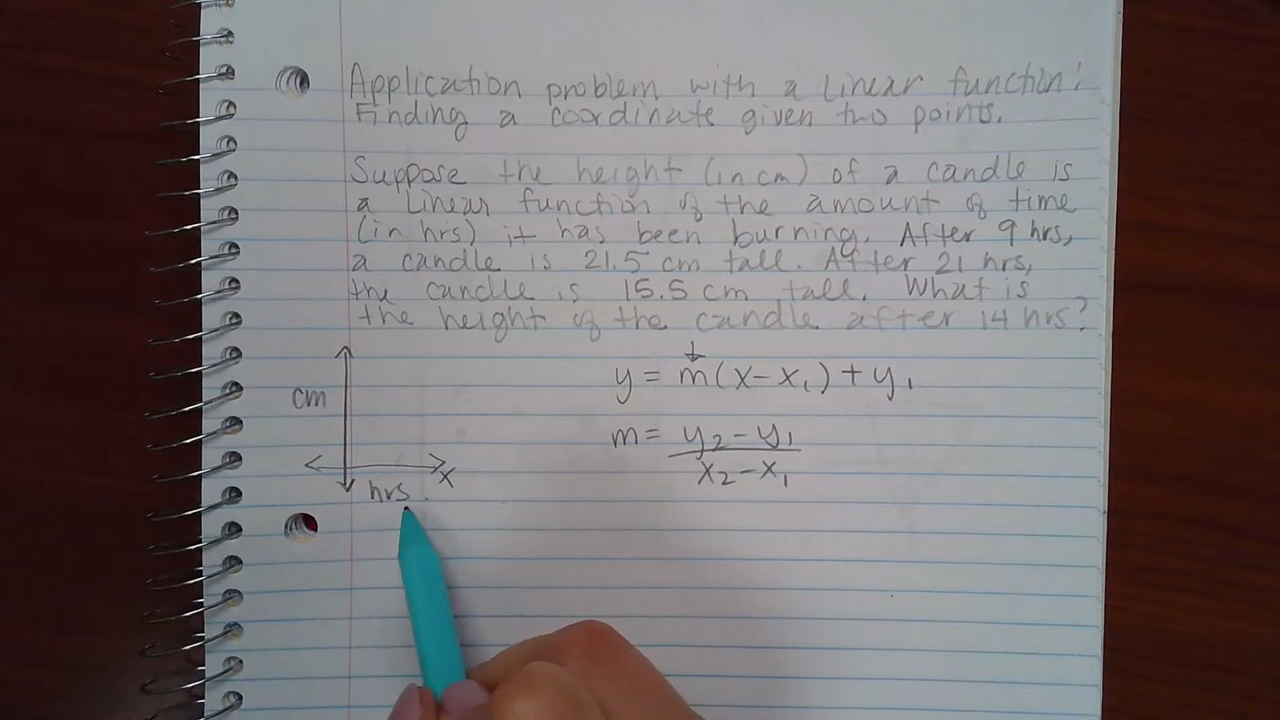 Application problem with a linear function:
Finding a coordinate given two points.
Suppose the height (in cm) of a candle is
a linear function of the amount of time
(in hrs) it has been burning. After 9 hrs,
a candle is 21.5 cm tall. After 21 hrs,
the candle is 15.5 cm tall. What is
the height of the candle after 14 hrs?
y = m(x-x₁)+y₁
cm
m = y₂-y₁ / x₂-x₁
x
hrs.